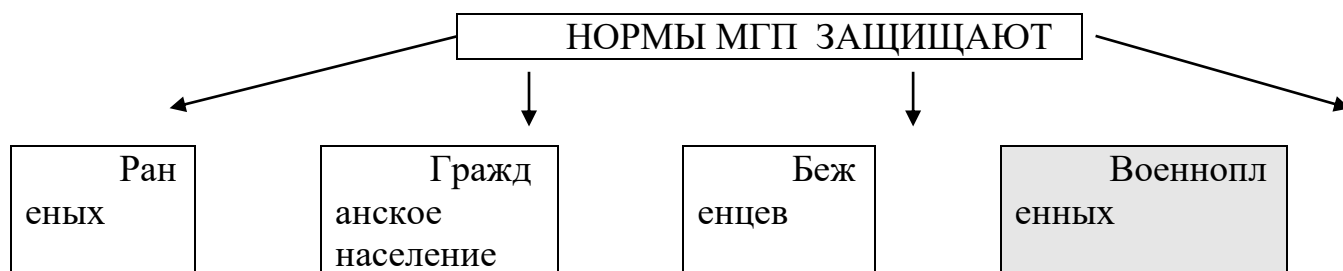 НОРМЫ МГП ЗАЩИЩАЮТ
Ран
еных
Гражд
анское
население
Беж
енцев
Военнопл
енных